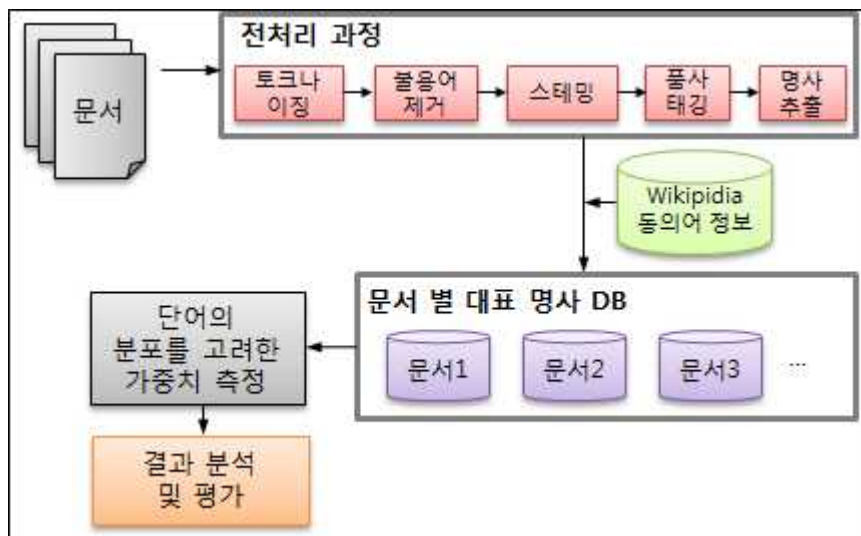 전처리 과정
문서
토크나
이징
불용어
제거
스테밍
품사
태깅
명사
추출
Wikipidia
동의어 정보
문서 별 대표 명사 DB
문서1
문서2
문서3
...
단어의
분포를 고려한
가중치 측정
결과 분석
및 평가